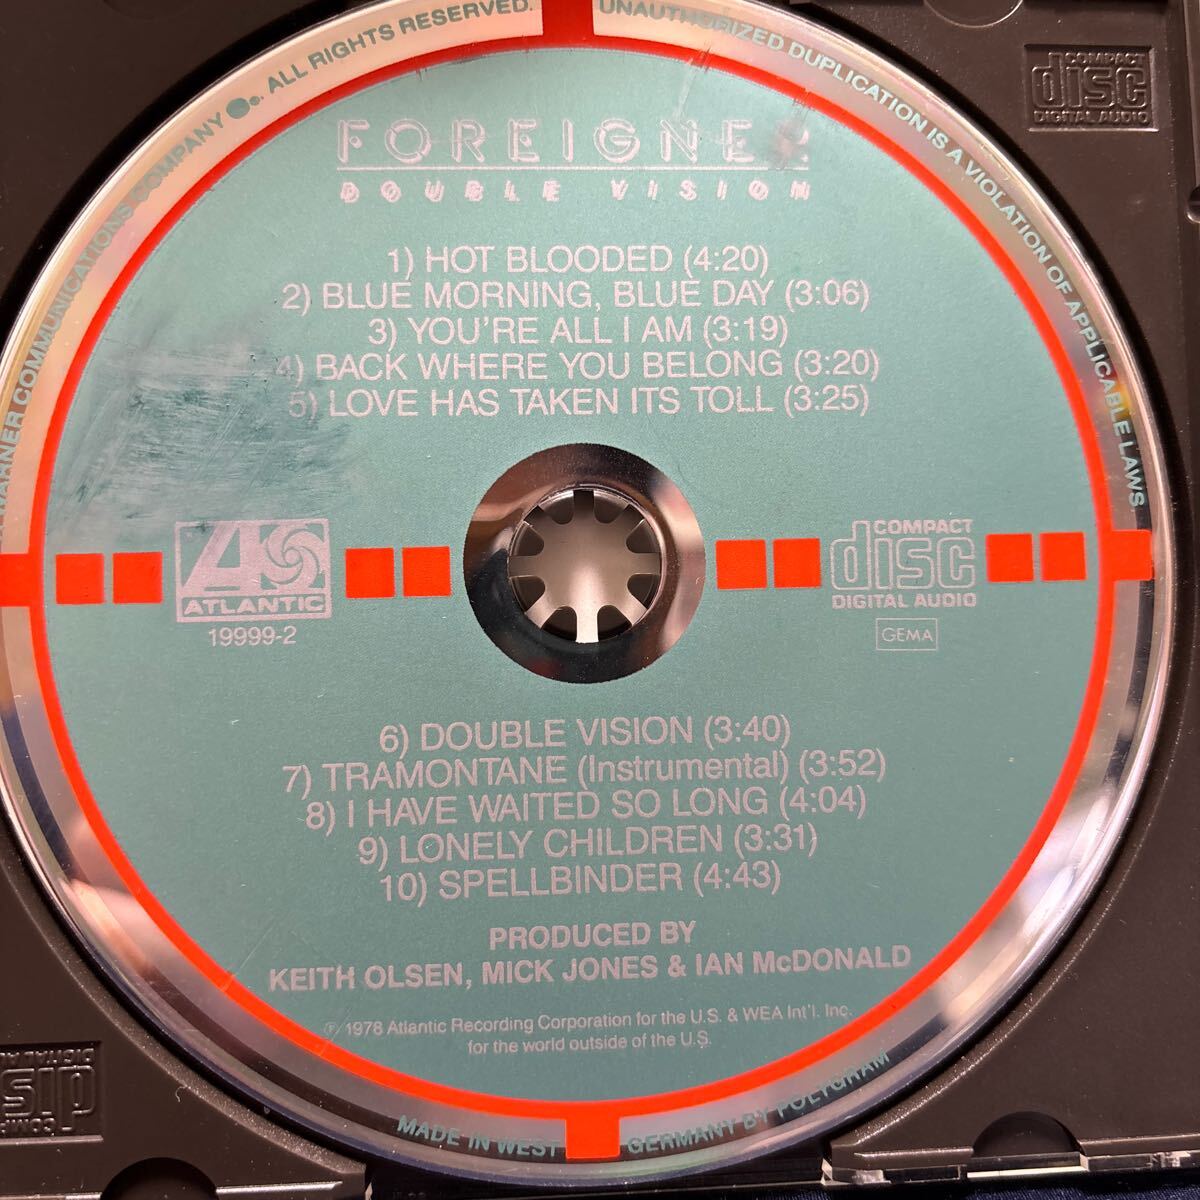 FOREIGNER
DOUBLE VISION
1) HOT BLOODED (4:20)
2) BLUE MORNING, BLUE DAY (3:06)
3) YOU'RE ALL I AM (3:19)
4) BACK WHERE YOU BELONG (3:20)
5) LOVE HAS TAKEN ITS TOLL (3:25)
ATLANTIC
19999-2
COMPACT
disc
DIGITAL AUDIO
GEMA
6) DOUBLE VISION (3:40)
7) TRAMONTANE (Instrumental) (3:52)
8) I HAVE WAITED SO LONG (4:04)
9) LONELY CHILDREN (3:31)
10) SPELLBINDER (4:43)
PRODUCED BY
KEITH OLSEN, MICK JONES & IAN McDONALD
℗ 1978 Atlantic Recording Corporation for the U.S. & WEA Int'l. Inc.
for the world outside of the U.S.
WARNER COMMUNICATIONS COMPANY ALL RIGHTS RESERVED.
UNAUTHORIZED DUPLICATION IS A VIOLATION OF APPLICABLE LAWS
MADE IN WEST GERMANY BY POLYGRAM
COMPACT
disc
DIGITAL AUDIO
COMPACT
disc
DIGITAL AUDIO